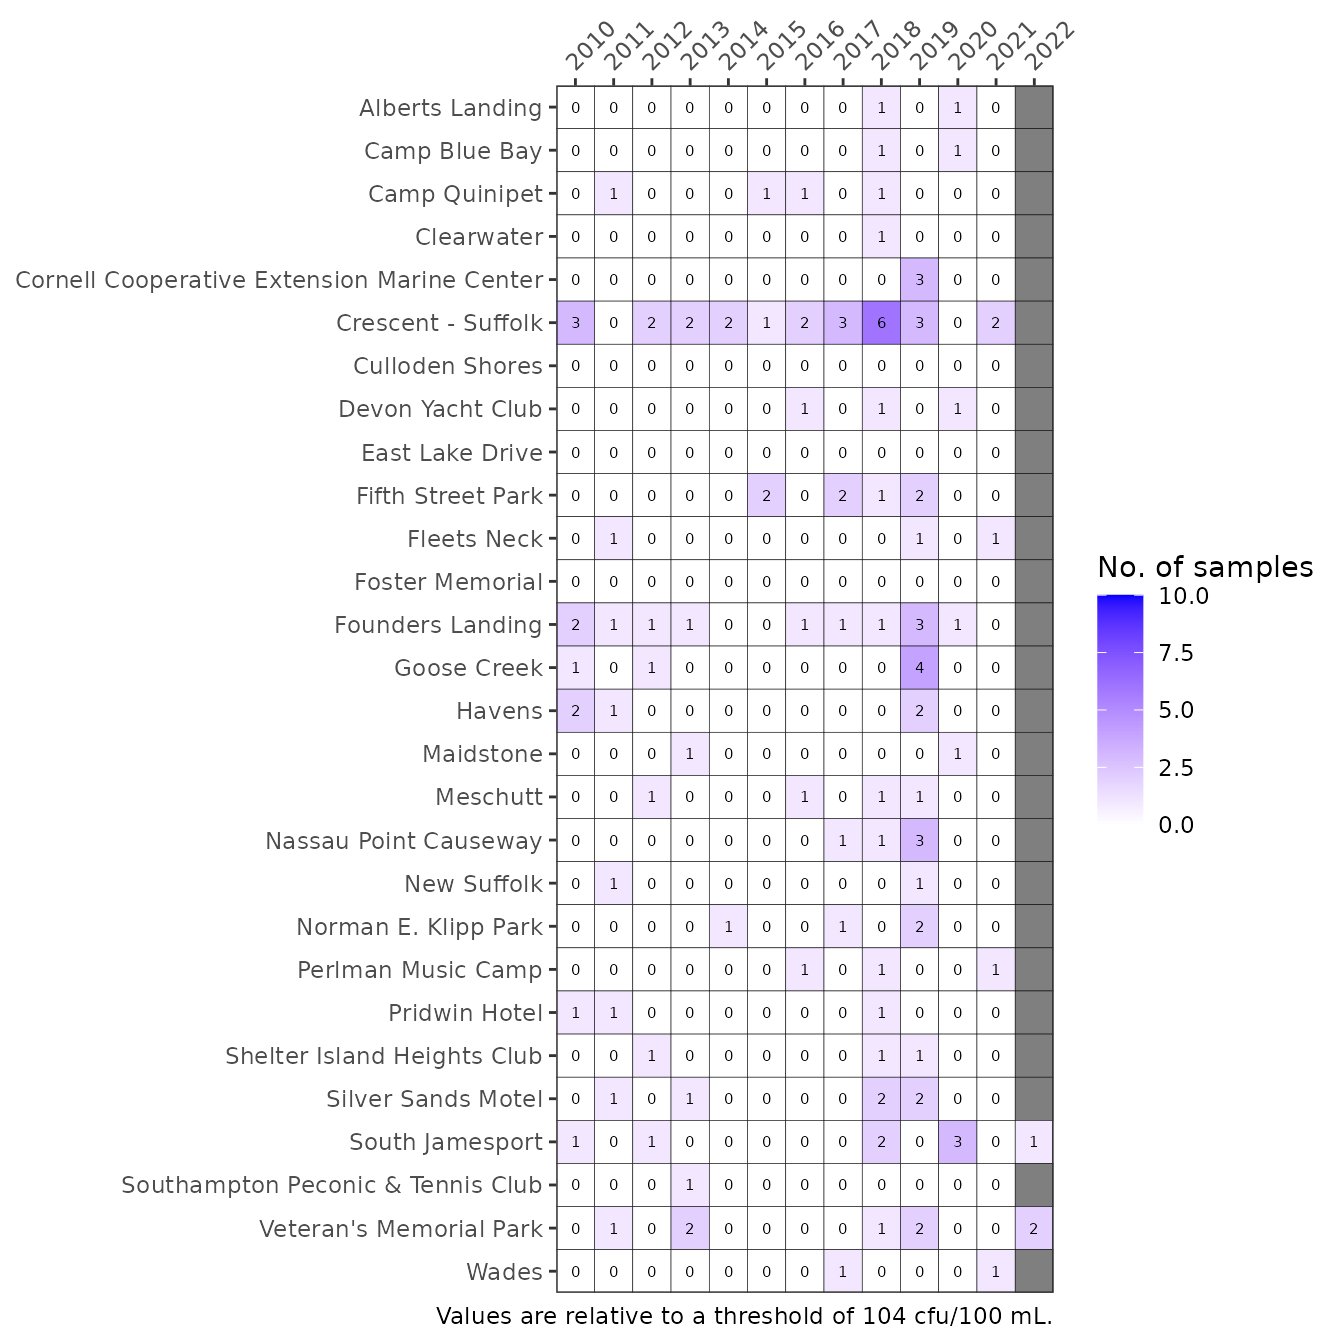 2010 2011 2012 2013 2014 2015 2016 2017 2018 2019 2020 2021 2022
Alberts Landing 0 0 0 0 0 0 0 0 1 0 1 0
Camp Blue Bay 0 0 0 0 0 0 0 0 1 0 1 0
Camp Quinipet 0 1 0 0 0 1 1 0 1 0 0 0
Clearwater 0 0 0 0 0 0 0 0 1 0 0 0
Cornell Cooperative Extension Marine Center 0 0 0 0 0 0 0 0 0 3 0 0
Crescent - Suffolk 3 0 2 2 2 1 2 3 6 3 0 2
Culloden Shores 0 0 0 0 0 0 0 0 0 0 0 0
Devon Yacht Club 0 0 0 0 0 0 1 0 1 0 1 0
East Lake Drive 0 0 0 0 0 0 0 0 0 0 0 0
Fifth Street Park 0 0 0 0 0 2 0 2 1 2 0 0
Fleets Neck 0 1 0 0 0 0 0 0 0 1 0 1
Foster Memorial 0 0 0 0 0 0 0 0 0 0 0 0
Founders Landing 2 1 1 1 0 0 1 1 1 3 1 0
Goose Creek 1 0 1 0 0 0 0 0 0 4 0 0
Havens 2 1 0 0 0 0 0 0 0 2 0 0
Maidstone 0 0 0 1 0 0 0 0 0 0 1 0
Meschutt 0 0 1 0 0 0 1 0 1 1 0 0
Nassau Point Causeway 0 0 0 0 0 0 0 1 1 3 0 0
New Suffolk 0 1 0 0 0 0 0 0 0 1 0 0
Norman E. Klipp Park 0 0 0 0 1 0 0 1 0 2 0 0
Perlman Music Camp 0 0 0 0 0 0 1 0 1 0 0 1
Pridwin Hotel 1 1 0 0 0 0 0 0 1 0 0 0
Shelter Island Heights Club 0 0 1 0 0 0 0 0 1 1 0 0
Silver Sands Motel 0 1 0 1 0 0 0 0 2 2 0 0
South Jamesport 1 0 1 0 0 0 0 0 2 0 3 0 1
Southampton Peconic & Tennis Club 0 0 0 1 0 0 0 0 0 0 0 0
Veteran's Memorial Park 0 1 0 2 0 0 0 0 1 2 0 0 2
Wades 0 0 0 0 0 0 0 1 0 0 0 1
Values are relative to a threshold of 104 cfu/100 mL.
No. of samples
10.0
7.5
5.0
2.5
0.0